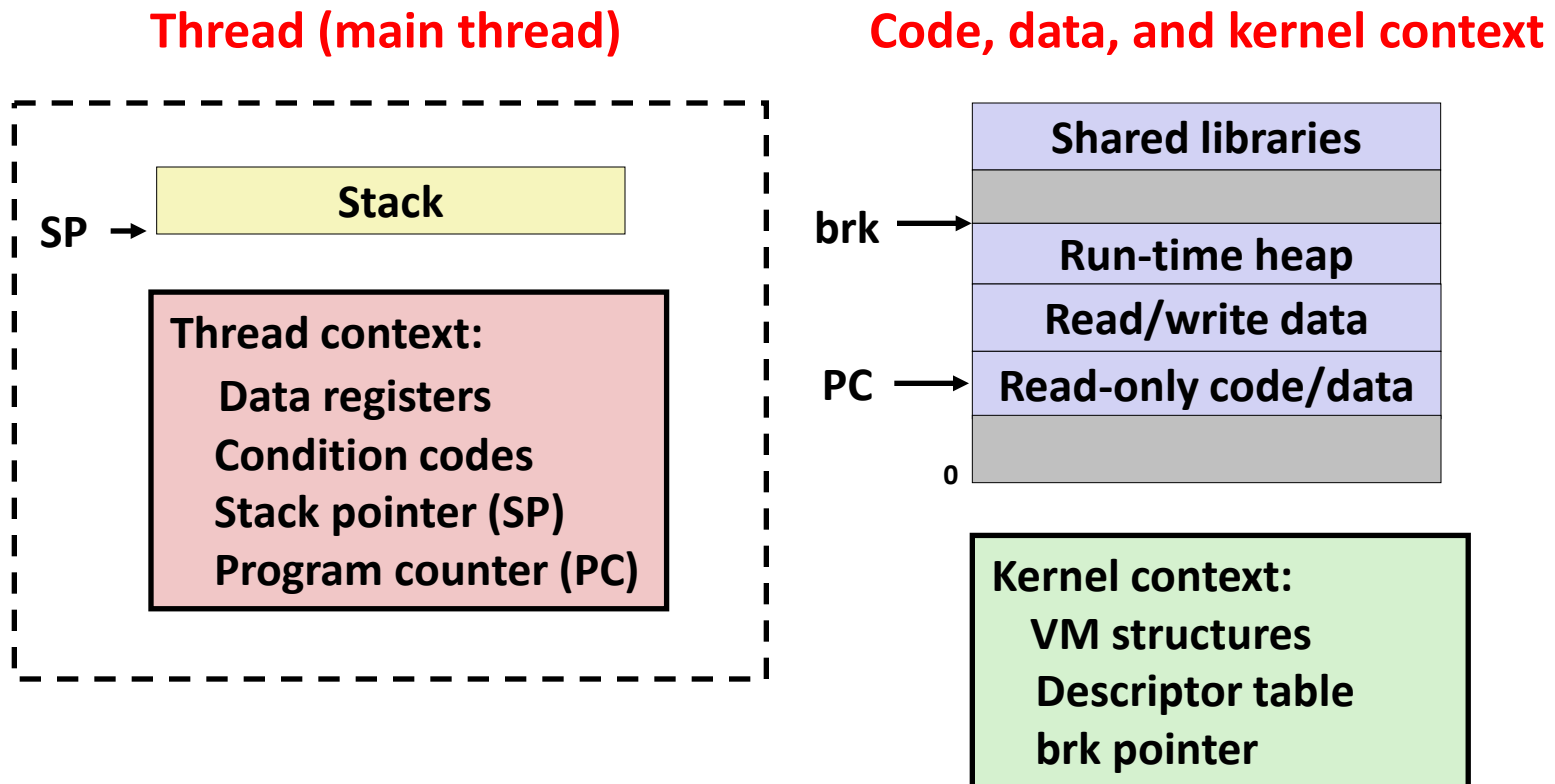 Thread (main thread)
Stack
SP
Thread context:
Data registers
Condition codes
Stack pointer (SP)
Program counter (PC)
Code, data, and kernel context
Shared libraries
brk
Run-time heap
Read/write data
PC
Read-only code/data
0
Kernel context:
VM structures
Descriptor table
brk pointer